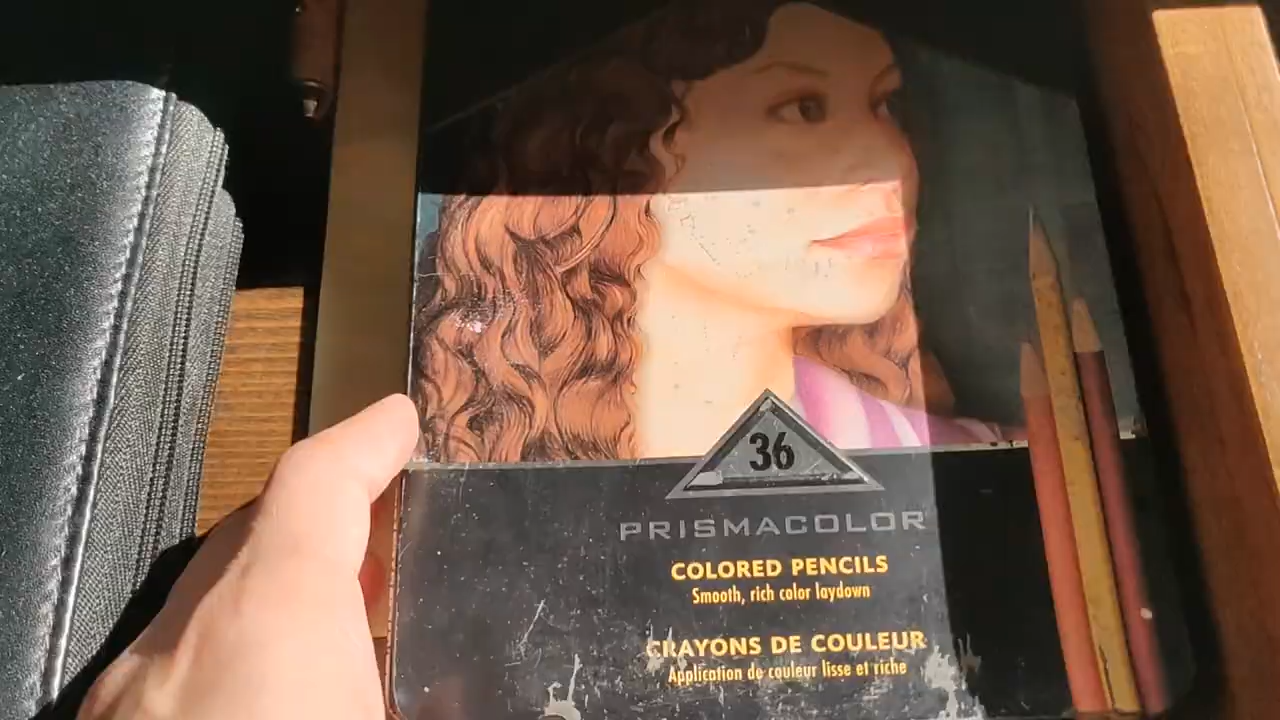 36
PRISMACOLOR
COLORED PENCILS
Smooth, rich color laydown
CRAYONS DE COULEUR
Application de couleur lisse et riche